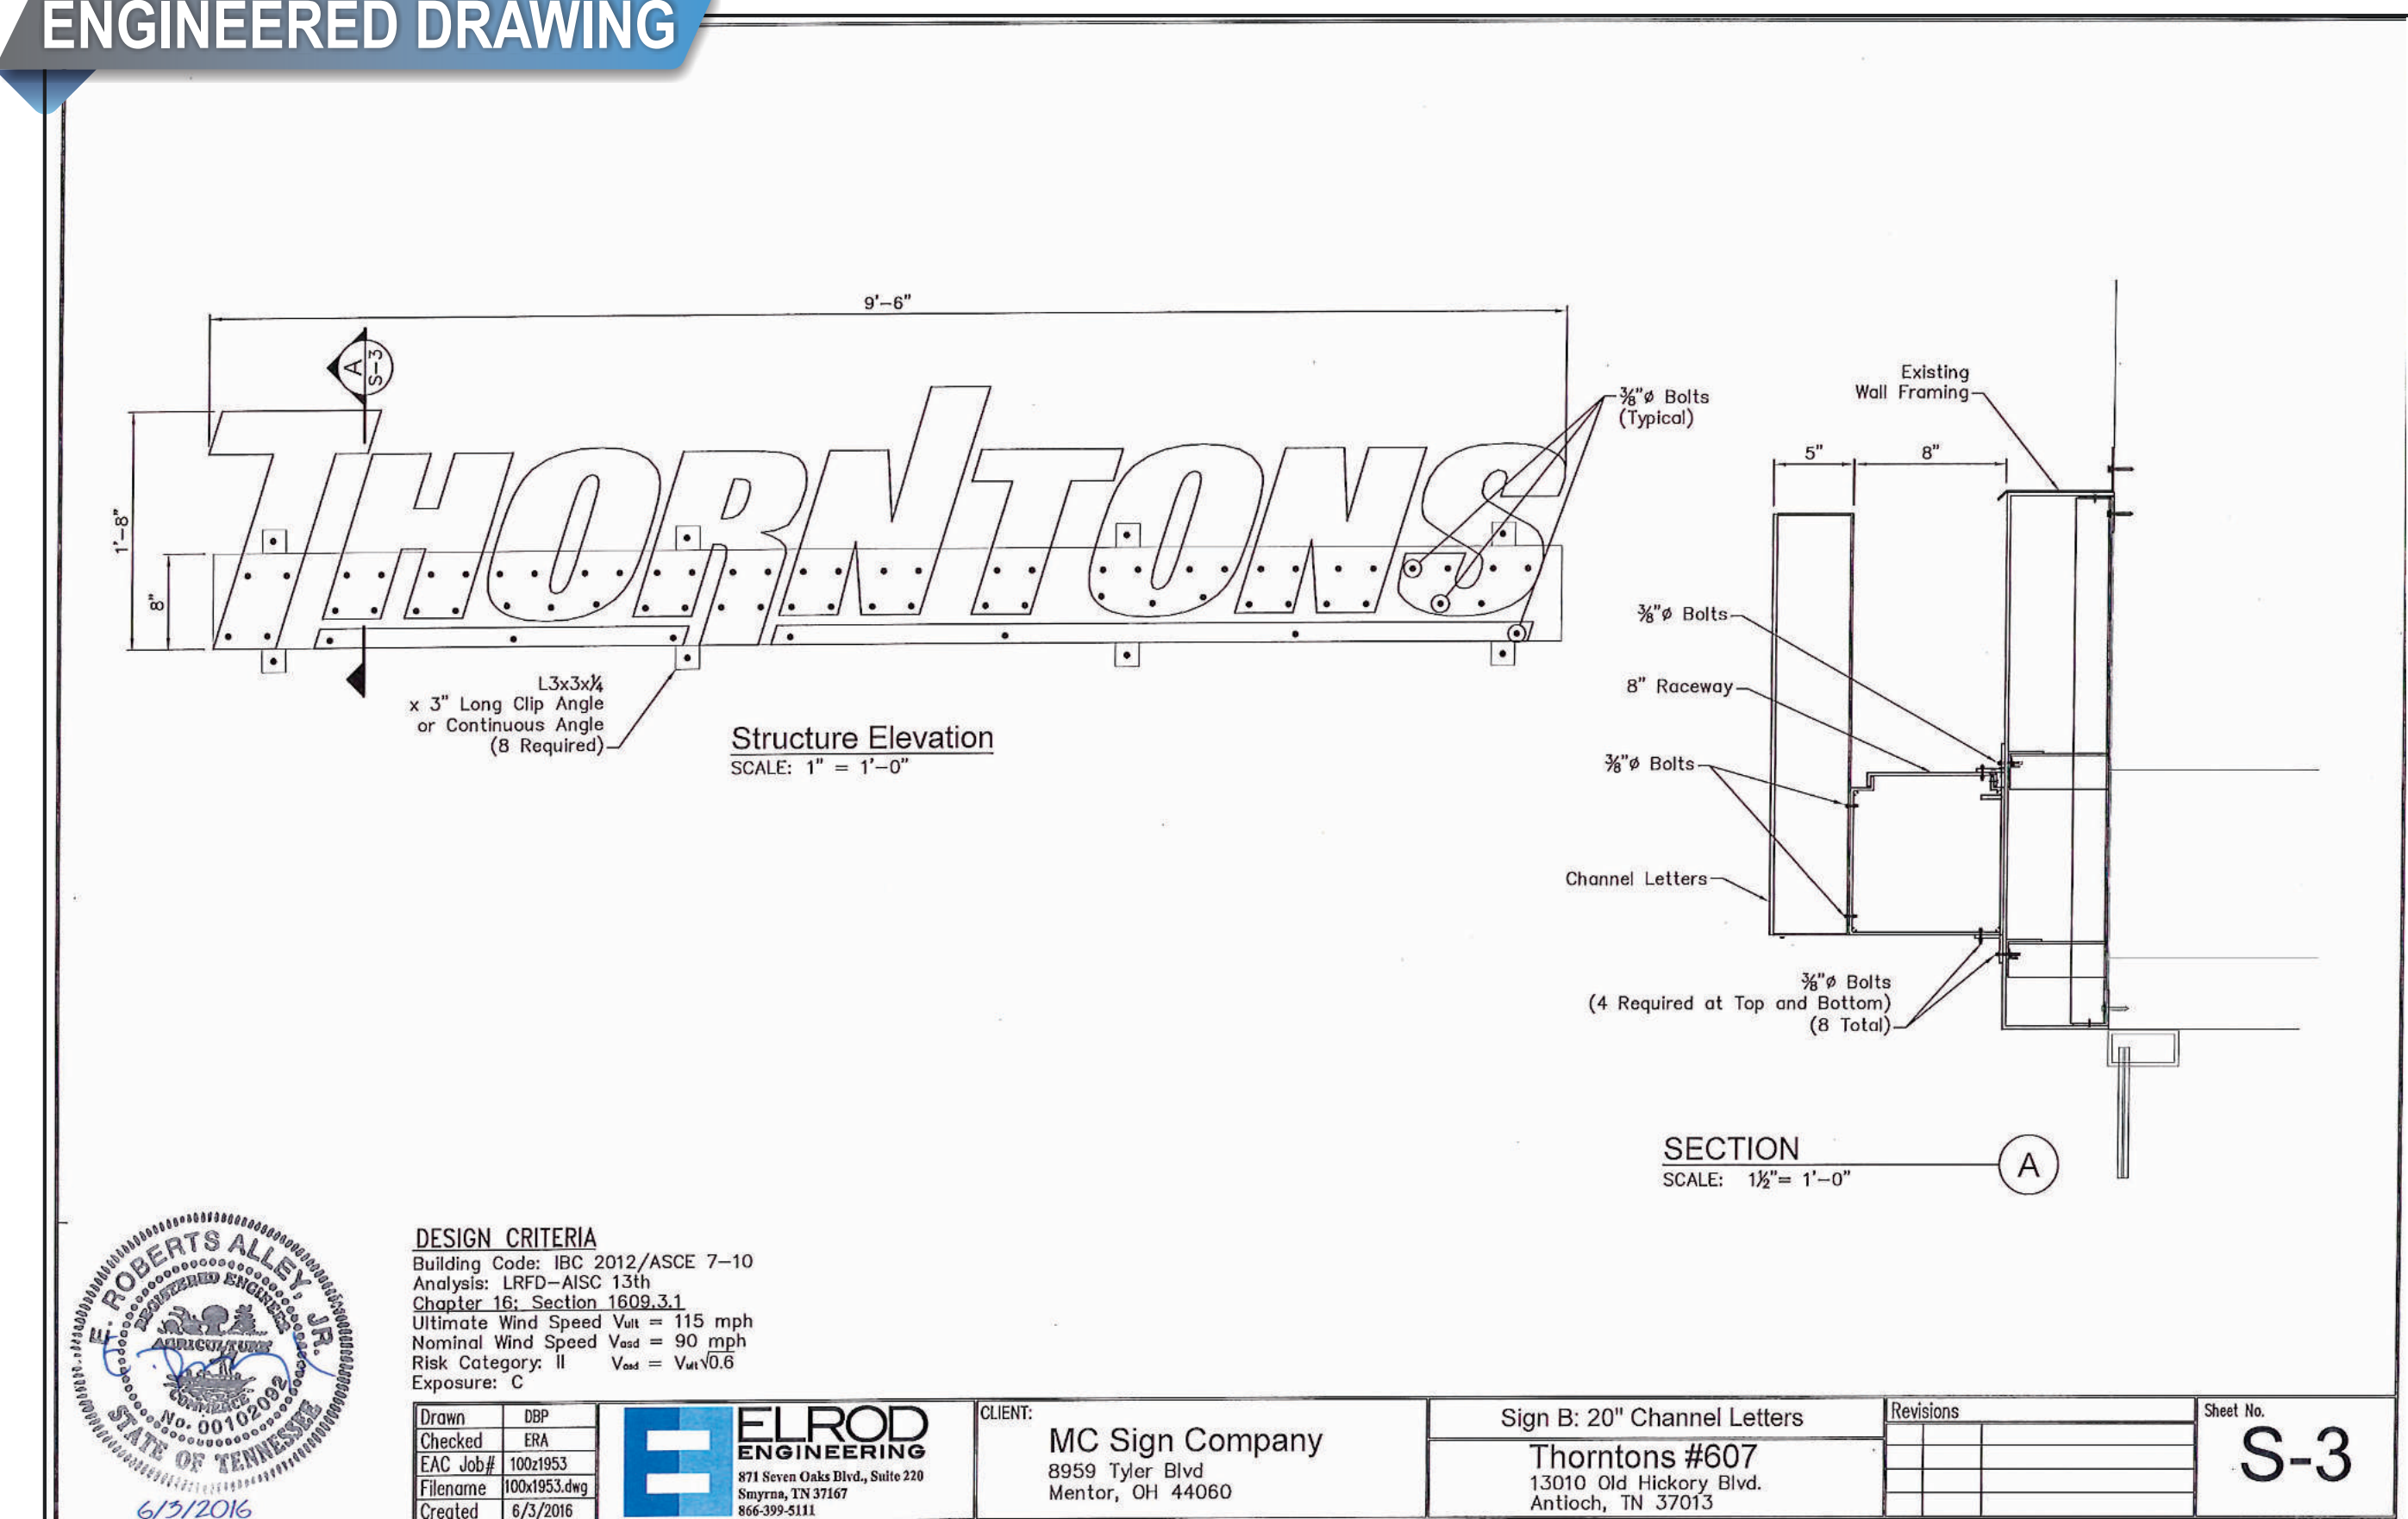 ENGINEERED DRAWING
9'-6"
A
S-3
1'-8"
8"
THORNTONS
⅜"ø Bolts
(Typical)
L3x3x¼
x 3" Long Clip Angle
or Continuous Angle
(8 Required)
Structure Elevation
SCALE: 1" = 1'-0"
Existing
Wall Framing
5"
8"
⅜"ø Bolts
8" Raceway
⅜"ø Bolts
Channel Letters
⅜"ø Bolts
(4 Required at Top and Bottom)
(8 Total)
SECTION
A
SCALE: 1½"= 1'-0"
E. ROBERTS ALLEY, JR.
REGISTERED ENGINEER
AGRICULTURE
COMMERCE
No. 00102092
STATE OF TENNESSEE
6/3/2016
DESIGN CRITERIA
Building Code: IBC 2012/ASCE 7-10
Analysis: LRFD-AISC 13th
Chapter 16: Section 1609.3.1
Ultimate Wind Speed Vult = 115 mph
Nominal Wind Speed Vasd = 90 mph
Risk Category: II Vasd = Vult√0.6
Exposure: C
Drawn DBP
Checked ERA
EAC Job# 100z1953
Filename 100x1953.dwg
Created 6/3/2016
ELROD
ENGINEERING
871 Seven Oaks Blvd., Suite 220
Smyrna, TN 37167
866-399-5111
CLIENT:
MC Sign Company
8959 Tyler Blvd
Mentor, OH 44060
Sign B: 20" Channel Letters
Thorntons #607
13010 Old Hickory Blvd.
Antioch, TN 37013
Revisions
Sheet No.
S-3